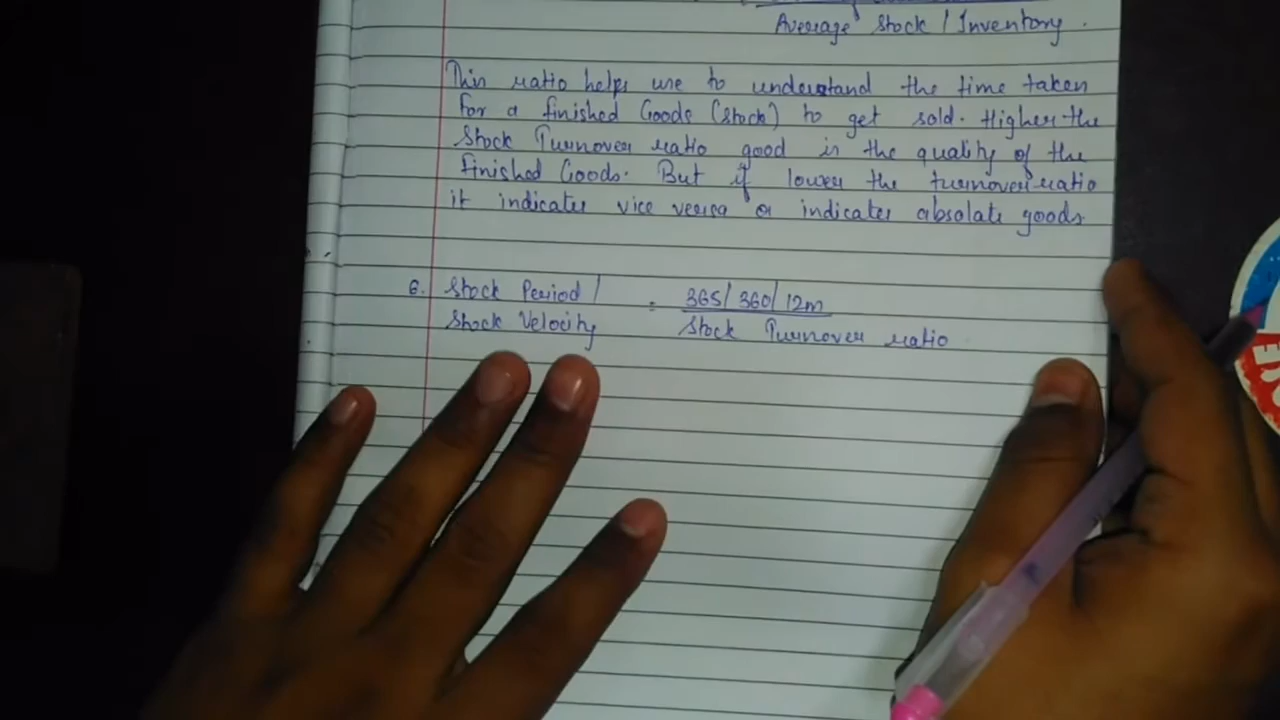 Average Stock / Inventory.
This ratio helps use to understand the time taken
for a finished Goods (stock) to get sold. Higher the
Stock Turnover ratio good is the quality of the
finished Goods. But if lower the turnover ratio
it indicates vice versa or indicates absolate goods
6. Stock Period / = 365/ 360/ 12m
Stock Velocity Stock Turnover ratio